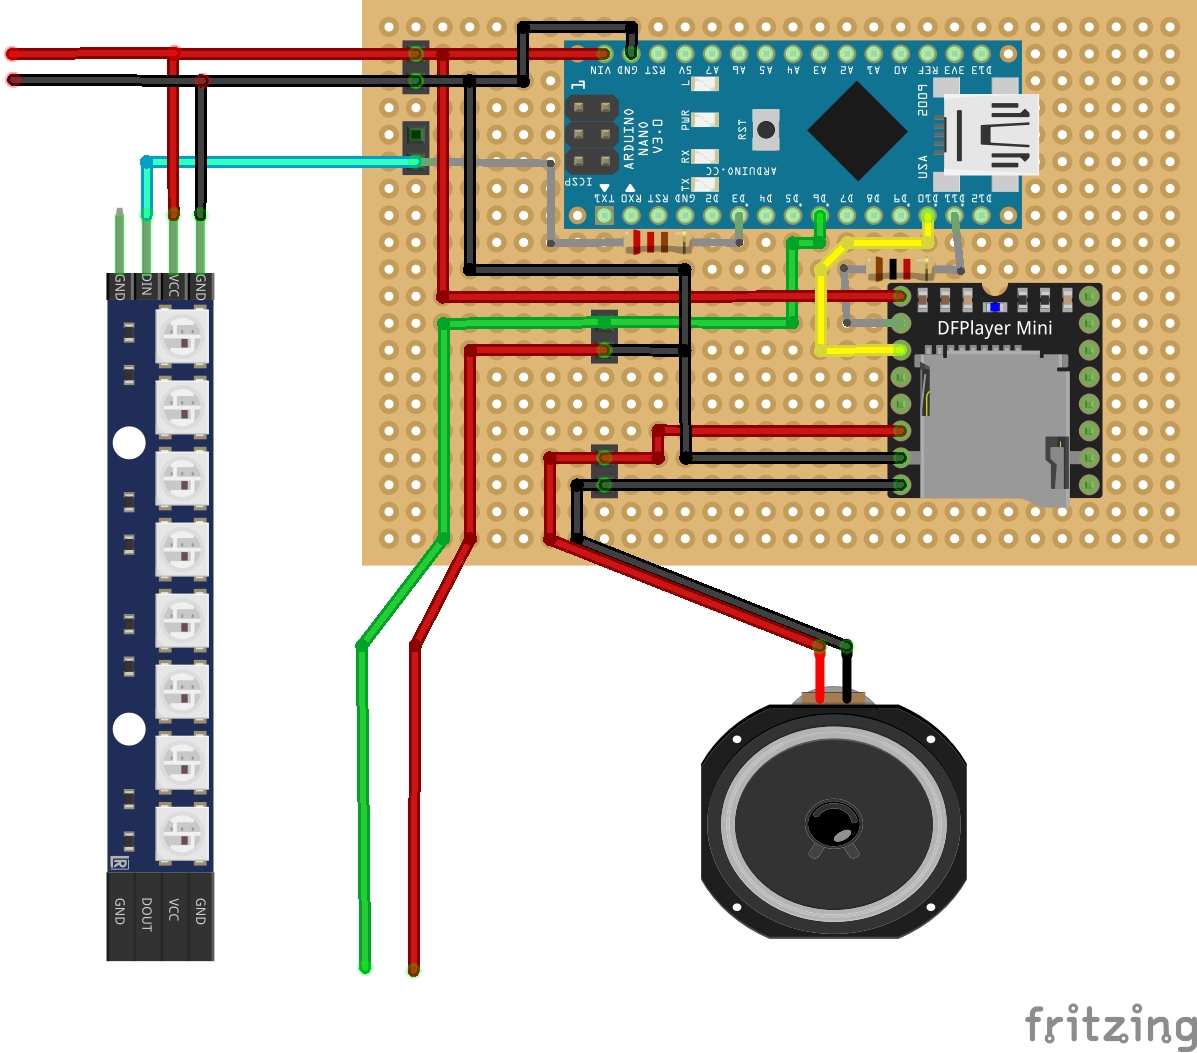 VIN GND RST 5V A7 A6 A5 A4 A3 A2 A1 A0 REF 3V3 D13
1
L
PWR
RX
TX
RST
ARDUINO
NANO
V3.0
ICSP
ARDUINO.CC
USA
2009
TX1 RX0 RST GND D2 D3 D4 D5 D6 D7 D8 D9 D10 D11 D12
GND DIN VCC GND
DFPlayer Mini
R
GND DOUT VCC GND
fritzing